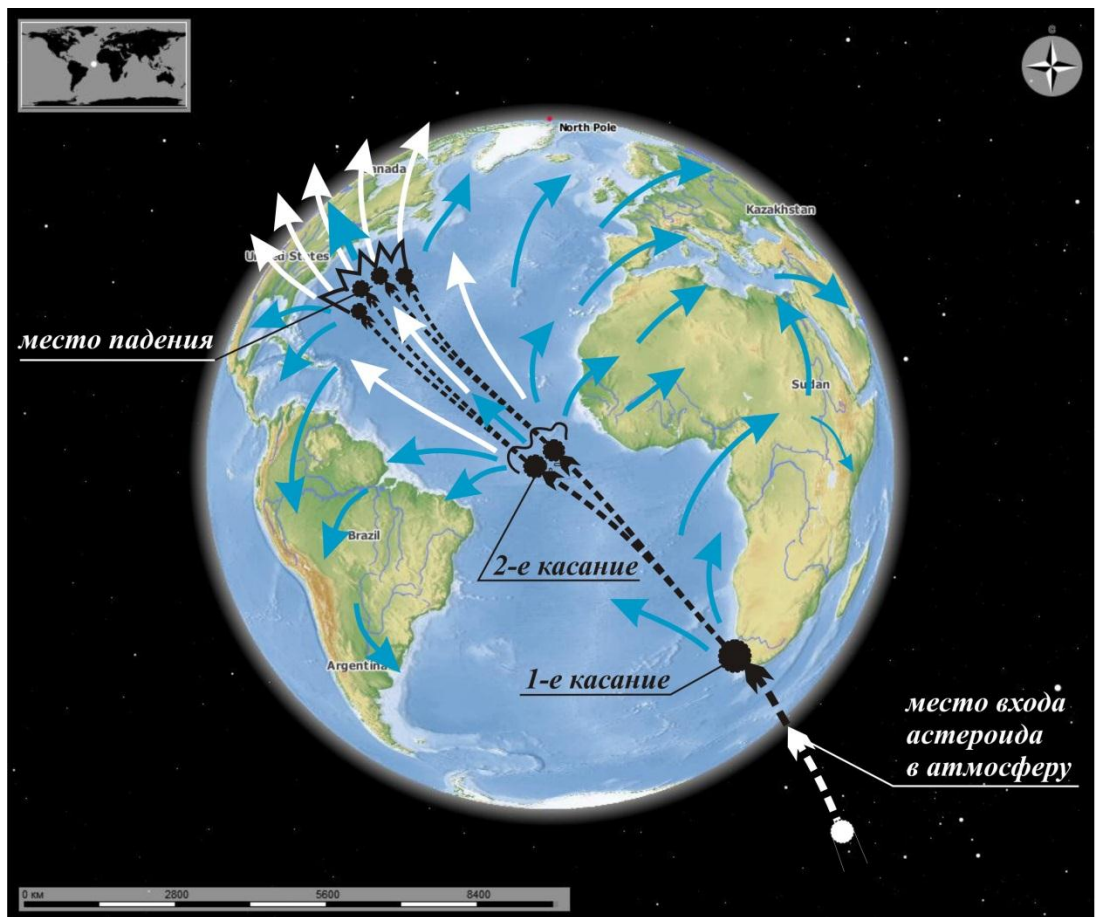 С
North Pole
Canada
Kazakhstan
United States
место падения
Sudan
Brazil
2-е касание
Argentina
1-е касание
место входа
астероида
в атмосферу
0 км 2800 5600 8400